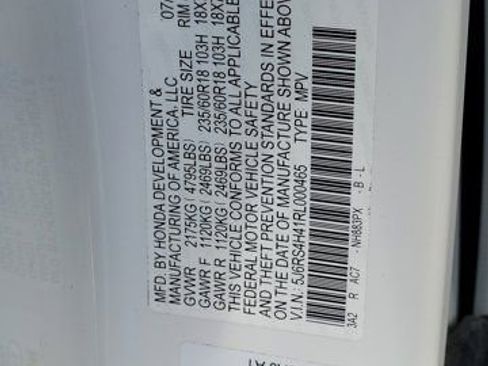 MFD. BY HONDA DEVELOPMENT & 07/
MANUFACTURING OF AMERICA, LLC
GVWR 2175KG ( 4795LBS) TIRE SIZE RIM
GAWR F 1120KG ( 2469LBS) 235/60R18 103H 18X
GAWR R 1120KG ( 2469LBS) 235/60R18 103H 18X
THIS VEHICLE CONFORMS TO ALL APPLICABLE
FEDERAL MOTOR VEHICLE SAFETY
AND THEFT PREVENTION STANDARDS IN EFFE
ON THE DATE OF MANUFACTURE SHOWN ABOV
V.I.N.: 5J6RS4H41RL000465 TYPE MPV
3A2 R AC7 -NH883PX -B-L